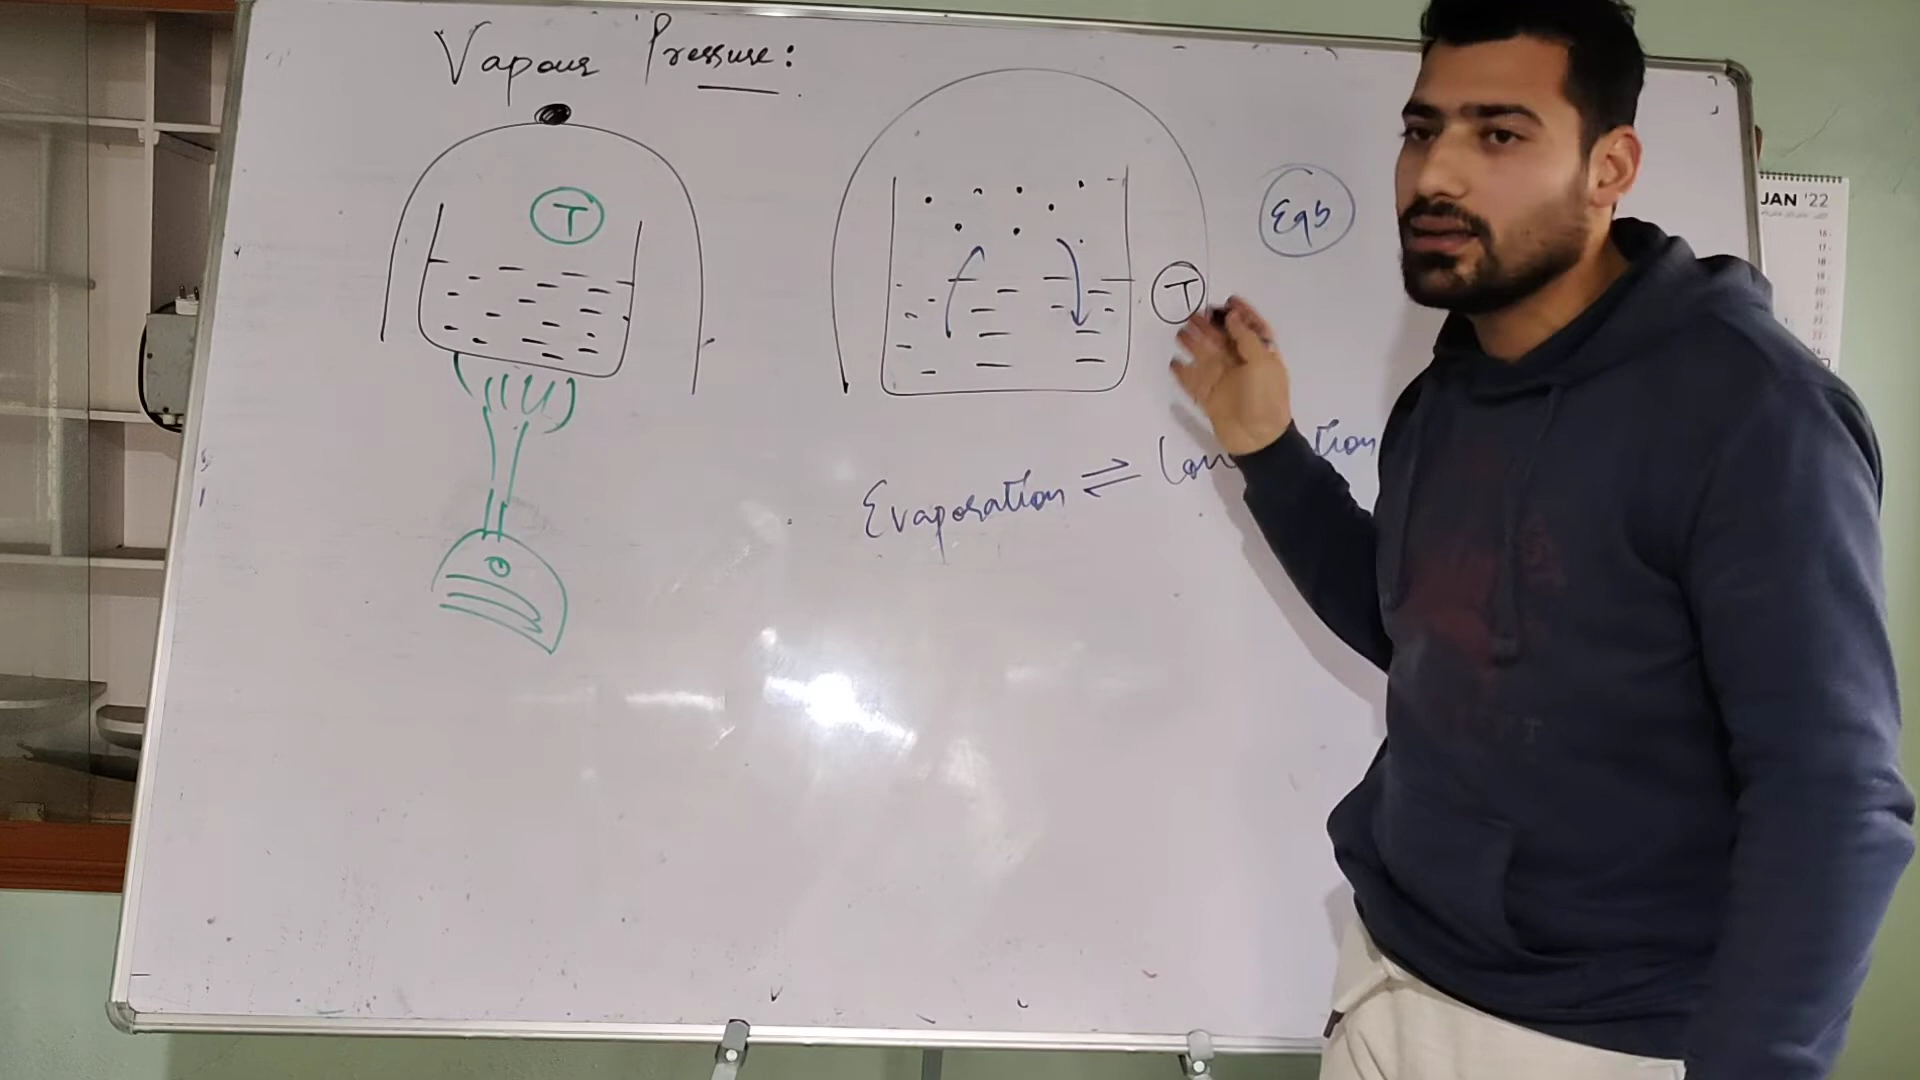 Vapour Pressure:
T
T
Eqb
Evaporation ⇌
JAN '22